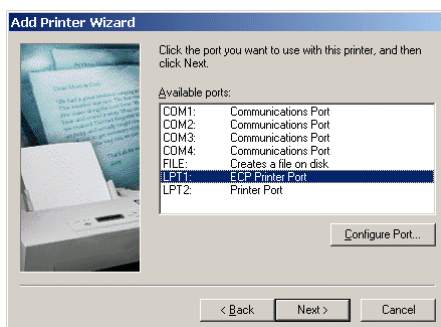 Add Printer Wizard
Click the port you want to use with this printer, and then
click Next.
Available ports:
COM1: Communications Port
COM2: Communications Port
COM3: Communications Port
COM4: Communications Port
FILE: Creates a file on disk
LPT1: ECP Printer Port
LPT2: Printer Port
Configure Port...
< Back Next > Cancel